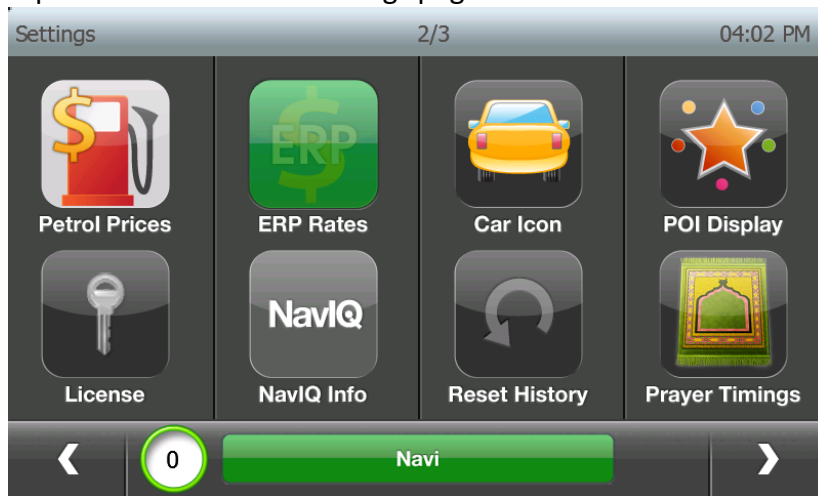 Settings 2/3 04:02 PM
$ $
ERP
Petrol Prices ERP Rates Car Icon POI Display
NavIQ
License NavIQ Info Reset History Prayer Timings
0 Navi